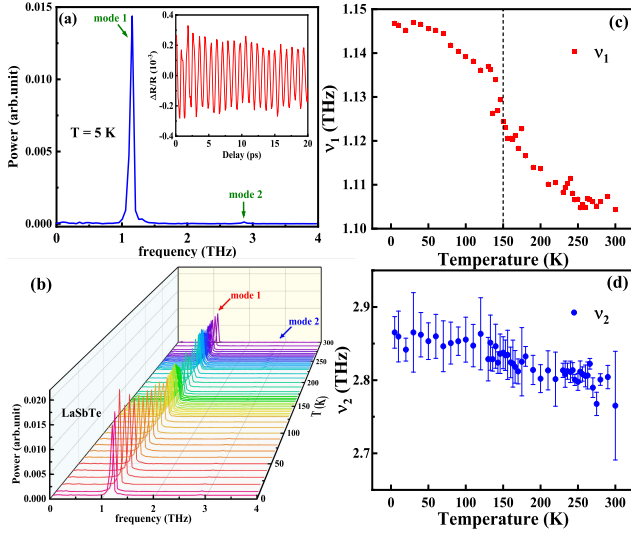 (a)
mode 1
mode 2
T = 5 K
Power (arb.unit)
0.015
0.010
0.005
0.000
0 1 2 3 4
frequency (THz)
ΔR/R (10⁻³)
0.4
0.2
0.0
-0.2
-0.4
0 5 10 15 20
Delay (ps)
(c)
ν₁
ν₁ (THz)
1.15
1.14
1.13
1.12
1.11
1.10
0 50 100 150 200 250 300
Temperature (K)
(b)
mode 1
mode 2
LaSbTe
Power (arb.unit)
0.020
0.015
0.010
0.005
0.000
0 1 2 3 4
frequency (THz)
0
50
100
150
200
250
300
T (K)
(d)
ν₂
ν₂ (THz)
2.9
2.8
2.7
0 50 100 150 200 250 300
Temperature (K)